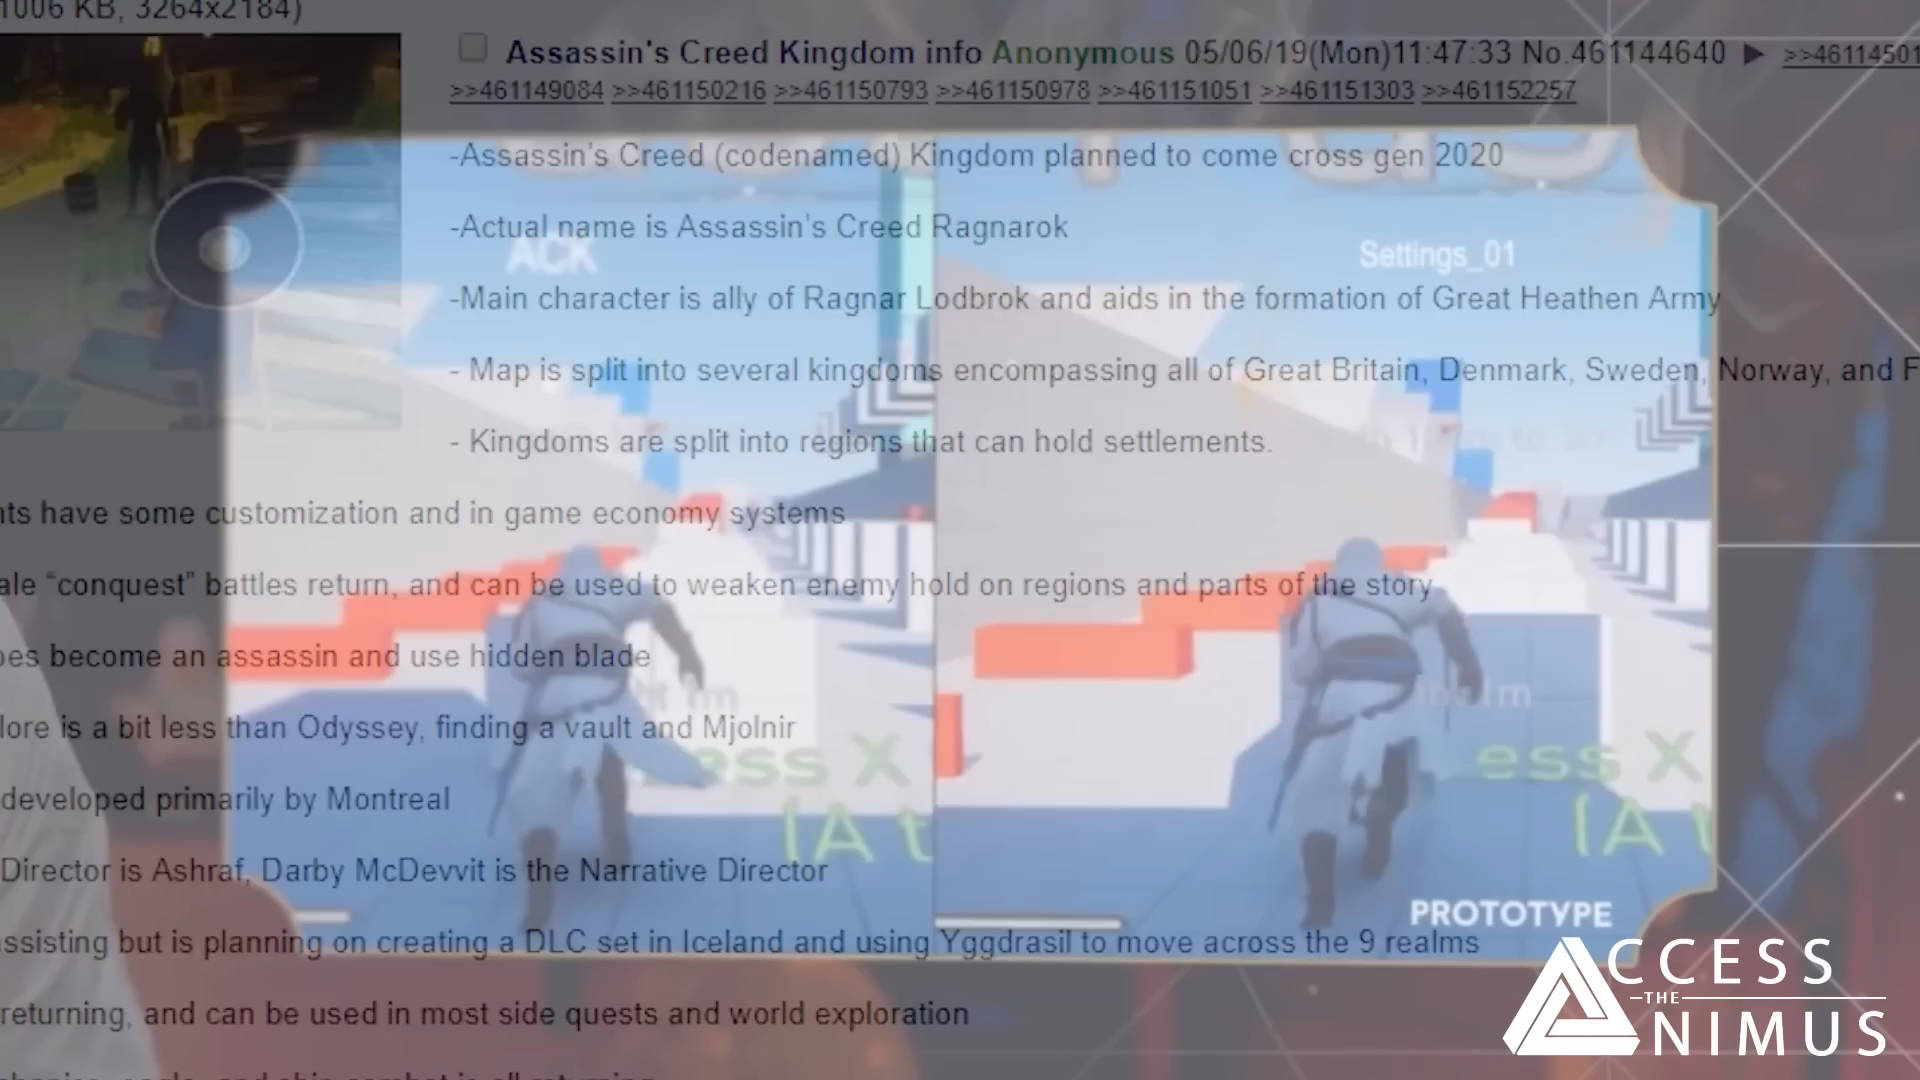 1006 KB, 3264x2184)
Assassin's Creed Kingdom info Anonymous 05/06/19(Mon)11:47:33 No.461144640 ▶ >>46114501
>>461149084 >>461150216 >>461150793 >>461150978 >>461151051 >>461151303 >>461152257
-Assassin's Creed (codenamed) Kingdom planned to come cross gen 2020
-Actual name is Assassin's Creed Ragnarok
ACK
Settings_01
-Main character is ally of Ragnar Lodbrok and aids in the formation of Great Heathen Army
- Map is split into several kingdoms encompassing all of Great Britain, Denmark, Sweden, Norway, and F
- Kingdoms are split into regions that can hold settlements.
nts have some customization and in game economy systems
ale “conquest” battles return, and can be used to weaken enemy hold on regions and parts of the story
oes become an assassin and use hidden blade
lore is a bit less than Odyssey, finding a vault and Mjolnir
ess X
ess X
developed primarily by Montreal
(A t
(A t
Director is Ashraf, Darby McDevvit is the Narrative Director
PROTOTYPE
assisting but is planning on creating a DLC set in Iceland and using Yggdrasil to move across the 9 realms
returning, and can be used in most side quests and world exploration
ACCESS
THE
ANIMUS